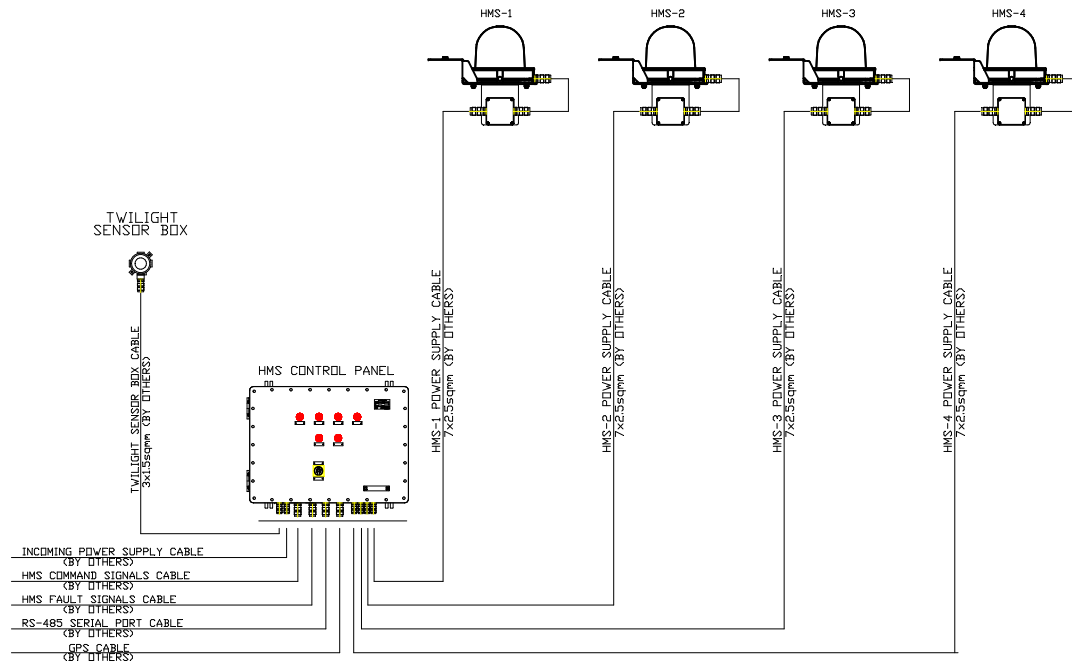 HMS-1
HMS-2
HMS-3
HMS-4
TWILIGHT
SENSOR BOX
TWILIGHT SENSOR BOX CABLE
3x1.5sqmm (BY OTHERS)
HMS CONTROL PANEL
HMS-1 POWER SUPPLY CABLE
7x2.5sqmm (BY OTHERS)
HMS-2 POWER SUPPLY CABLE
7x2.5sqmm (BY OTHERS)
HMS-3 POWER SUPPLY CABLE
7x2.5sqmm (BY OTHERS)
HMS-4 POWER SUPPLY CABLE
7x2.5sqmm (BY OTHERS)
INCOMING POWER SUPPLY CABLE
(BY OTHERS)
HMS COMMAND SIGNALS CABLE
(BY OTHERS)
HMS FAULT SIGNALS CABLE
(BY OTHERS)
RS-485 SERIAL PORT CABLE
(BY OTHERS)
GPS CABLE
(BY OTHERS)